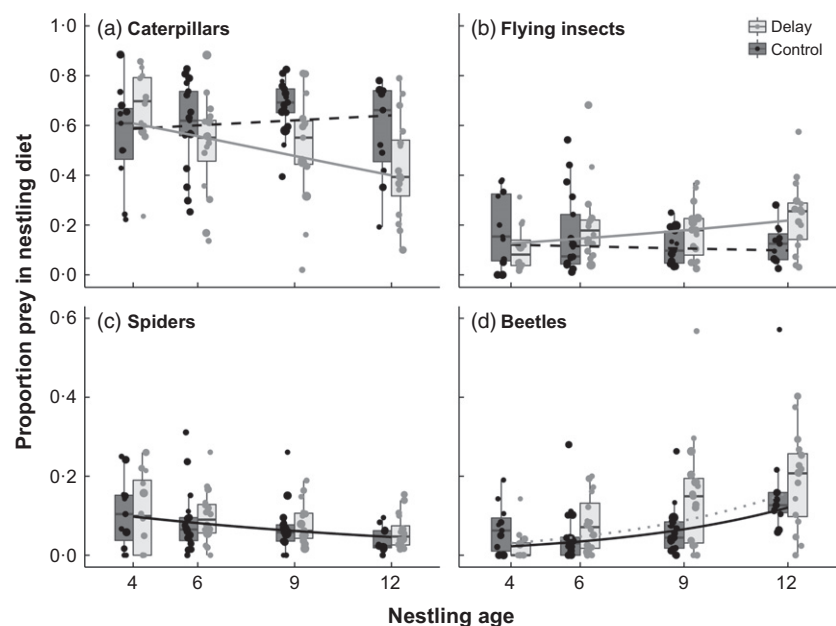 (a) Caterpillars
(b) Flying insects
Delay
Control
1·0
0·8
0·6
0·4
0·2
0·0
(c) Spiders
(d) Beetles
0·6
0·4
0·2
0·0
4 6 9 12
4 6 9 12
Proportion prey in nestling diet
Nestling age